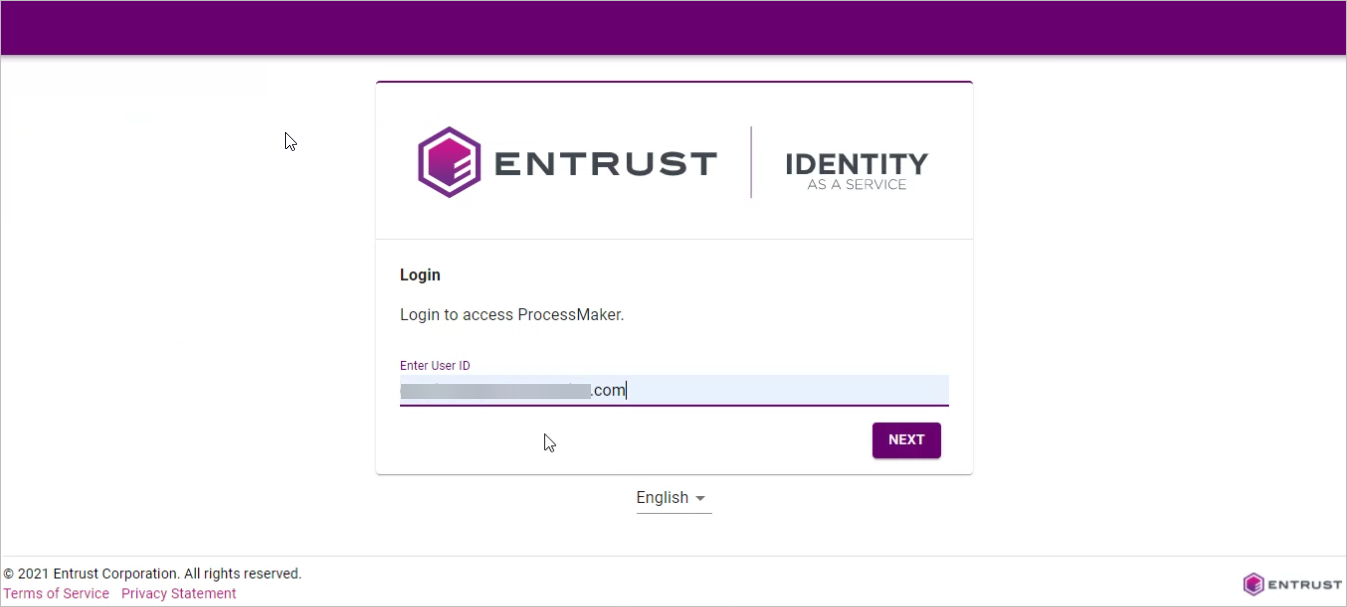 ENTRUST
IDENTITY
AS A SERVICE
Login
Login to access ProcessMaker.
Enter User ID
.com
NEXT
English
© 2021 Entrust Corporation. All rights reserved.
Terms of Service Privacy Statement
ENTRUST